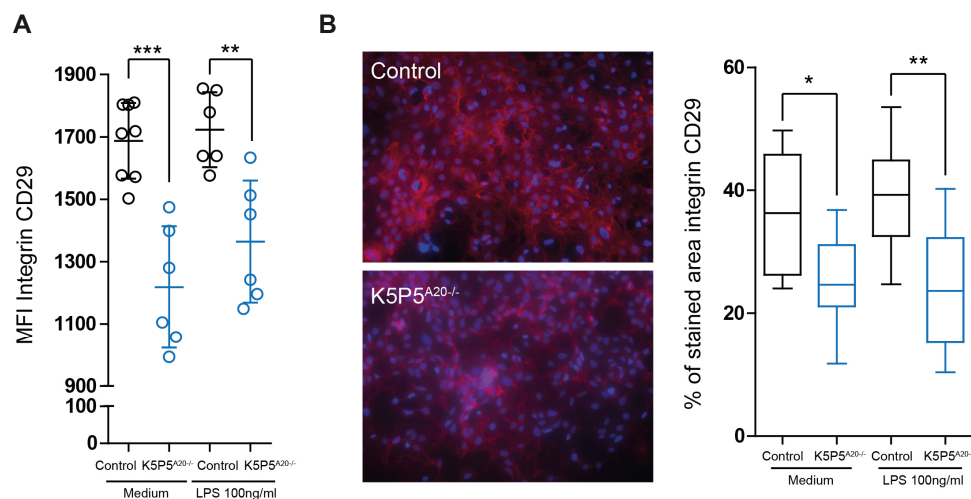 A
B
***
**
1900
1700
1500
1300
1100
900
100
0
MFI Integrin CD29
Control K5P5A20-/- Control K5P5A20-/-
Medium LPS 100ng/ml
Control
K5P5A20-/-
*
**
60
40
20
0
% of stained area integrin CD29
Control K5P5A20-/- Control K5P5A20-/-
Medium LPS 100ng/ml